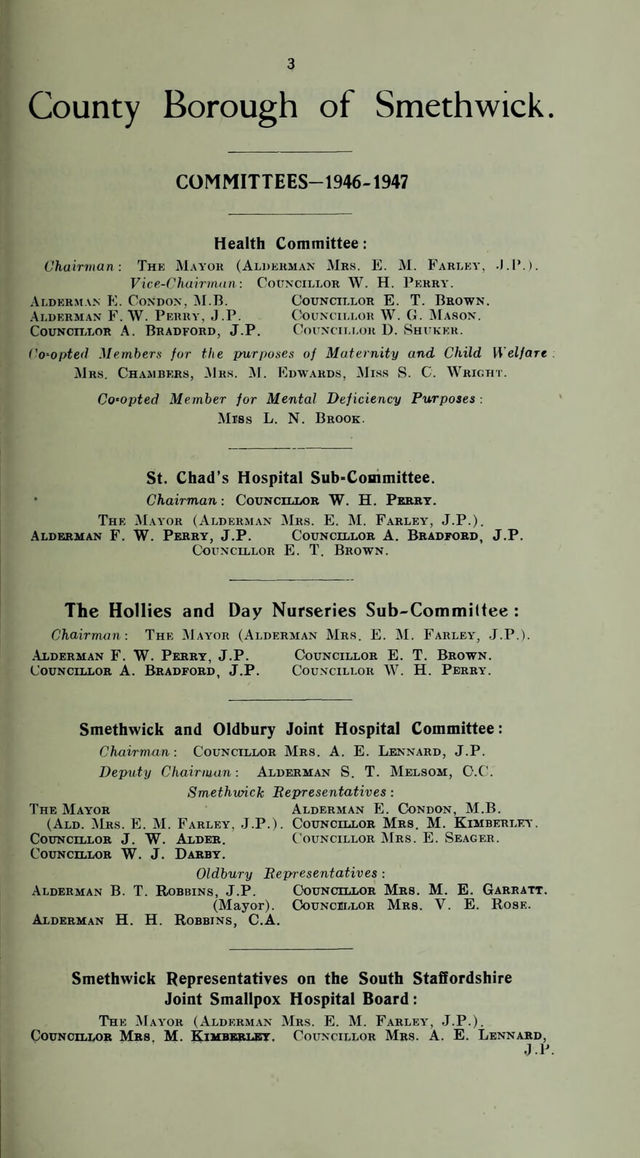 3
County Borough of Smethwick.
COMMITTEES—1946-1947
Health Committee:
Chairman: The Mayor (Alderman Mrs. E. M. Farley, J.P.).
Vice-Chairman: Councillor W. H. Perry.
Alderman E. Condon, M.B. Councillor E. T. Brown.
Alderman F. W. Perry, J.P. Councillor W. G. Mason.
Councillor A. Bradford, J.P. Councillor D. Shuker.
Co-opted Members for the purposes of Maternity and Child Welfare:
Mrs. Chambers, Mrs. M. Edwards, Miss S. C. Wright.
Co-opted Member for Mental Deficiency Purposes:
Miss L. N. Brook.
St. Chad's Hospital Sub-Committee.
Chairman: Councillor W. H. Perry.
The Mayor (Alderman Mrs. E. M. Farley, J.P.).
Alderman F. W. Perry, J.P. Councillor A. Bradford, J.P.
Councillor E. T. Brown.
The Hollies and Day Nurseries Sub-Committee:
Chairman: The Mayor (Alderman Mrs. E. M. Farley, J.P.).
Alderman F. W. Perry, J.P. Councillor E. T. Brown.
Councillor A. Bradford, J.P. Councillor W. H. Perry.
Smethwick and Oldbury Joint Hospital Committee:
Chairman: Councillor Mrs. A. E. Lennard, J.P.
Deputy Chairman: Alderman S. T. Melsom, C.C.
Smethwick Representatives:
The Mayor Alderman E. Condon, M.B.
(Ald. Mrs. E. M. Farley, J.P.). Councillor Mrs. M. Kimberley.
Councillor J. W. Alder. Councillor Mrs. E. Seager.
Councillor W. J. Darby.
Oldbury Representatives:
Alderman B. T. Robbins, J.P. Councillor Mrs. M. E. Garratt.
(Mayor). Councillor Mrs. V. E. Rose.
Alderman H. H. Robbins, C.A.
Smethwick Representatives on the South Staffordshire
Joint Smallpox Hospital Board:
The Mayor (Alderman Mrs. E. M. Farley, J.P.).
Councillor Mrs. M. Kimberley. Councillor Mrs. A. E. Lennard,
J.P.